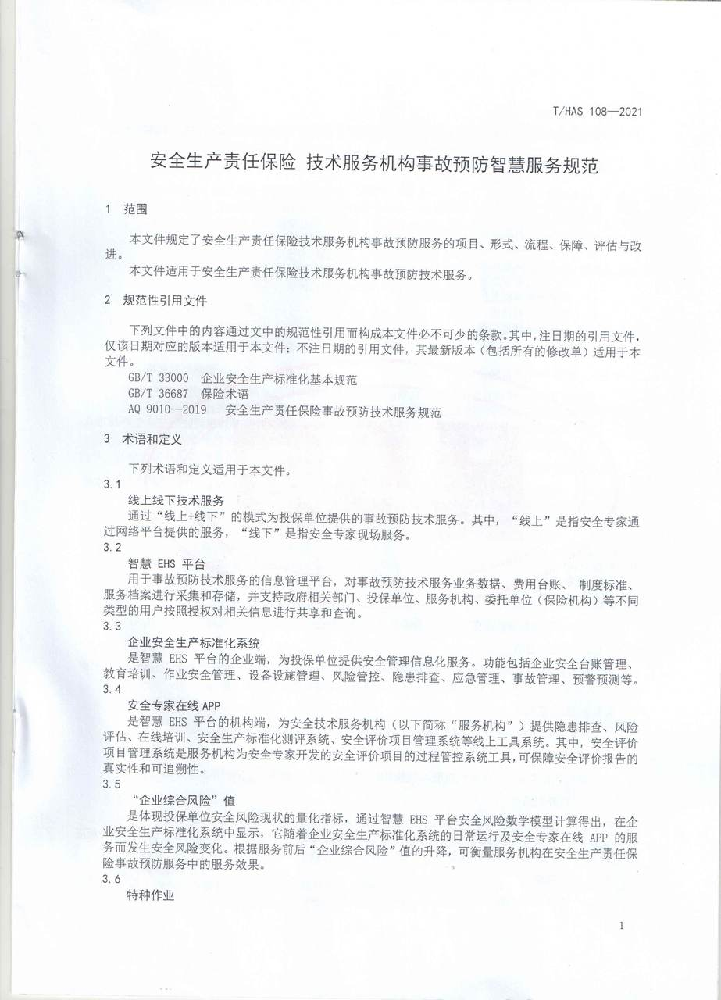 T/HAS 108—2021
安全生产责任保险 技术服务机构事故预防智慧服务规范
1 范围
本文件规定了安全生产责任保险技术服务机构事故预防服务的项目、形式、流程、保障、评估与改
进。
本文件适用于安全生产责任保险技术服务机构事故预防技术服务。
2 规范性引用文件
下列文件中的内容通过文中的规范性引用而构成本文件必不可少的条款。其中,注日期的引用文件,
仅该日期对应的版本适用于本文件；不注日期的引用文件，其最新版本（包括所有的修改单）适用于本
文件。
GB/T 33000 企业安全生产标准化基本规范
GB/T 36687 保险术语
AQ 9010—2019 安全生产责任保险事故预防技术服务规范
3 术语和定义
下列术语和定义适用于本文件。
3.1
线上线下技术服务
通过“线上+线下”的模式为投保单位提供的事故预防技术服务。其中，“线上”是指安全专家通
过网络平台提供的服务，“线下”是指安全专家现场服务。
3.2
智慧 EHS 平台
用于事故预防技术服务的信息管理平台，对事故预防技术服务业务数据、费用台账、 制度标准、
服务档案进行采集和存储，并支持政府相关部门、投保单位、服务机构、委托单位（保险机构）等不同
类型的用户按照授权对相关信息进行共享和查询。
3.3
企业安全生产标准化系统
是智慧 EHS 平台的企业端，为投保单位提供安全管理信息化服务。功能包括企业安全台账管理、
教育培训、作业安全管理、设备设施管理、风险管控、隐患排查、应急管理、事故管理、预警预测等。
3.4
安全专家在线 APP
是智慧 EHS 平台的机构端，为安全技术服务机构（以下简称“服务机构”）提供隐患排查、风险
评估、在线培训、安全生产标准化测评系统、安全评价项目管理系统等线上工具系统。其中，安全评价
项目管理系统是服务机构为安全专家开发的安全评价项目的过程管控系统工具,可保障安全评价报告的
真实性和可追溯性。
3.5
“企业综合风险”值
是体现投保单位安全风险现状的量化指标，通过智慧 EHS 平台安全风险数学模型计算得出，在企
业安全生产标准化系统中显示，它随着企业安全生产标准化系统的日常运行及安全专家在线 APP 的服
务而发生安全风险变化。根据服务前后“企业综合风险”值的升降，可衡量服务机构在安全生产责任保
险事故预防服务中的服务效果。
3.6
特种作业
1